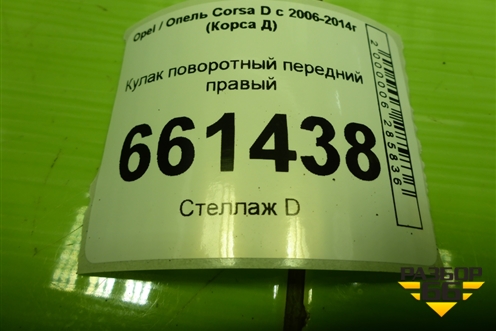 Opel / Опель Corsa D с 2006-2014г
(Корса Д)
Кулак поворотный передний
правый
661438
Стеллаж D
2000006285836
РАЗБОР